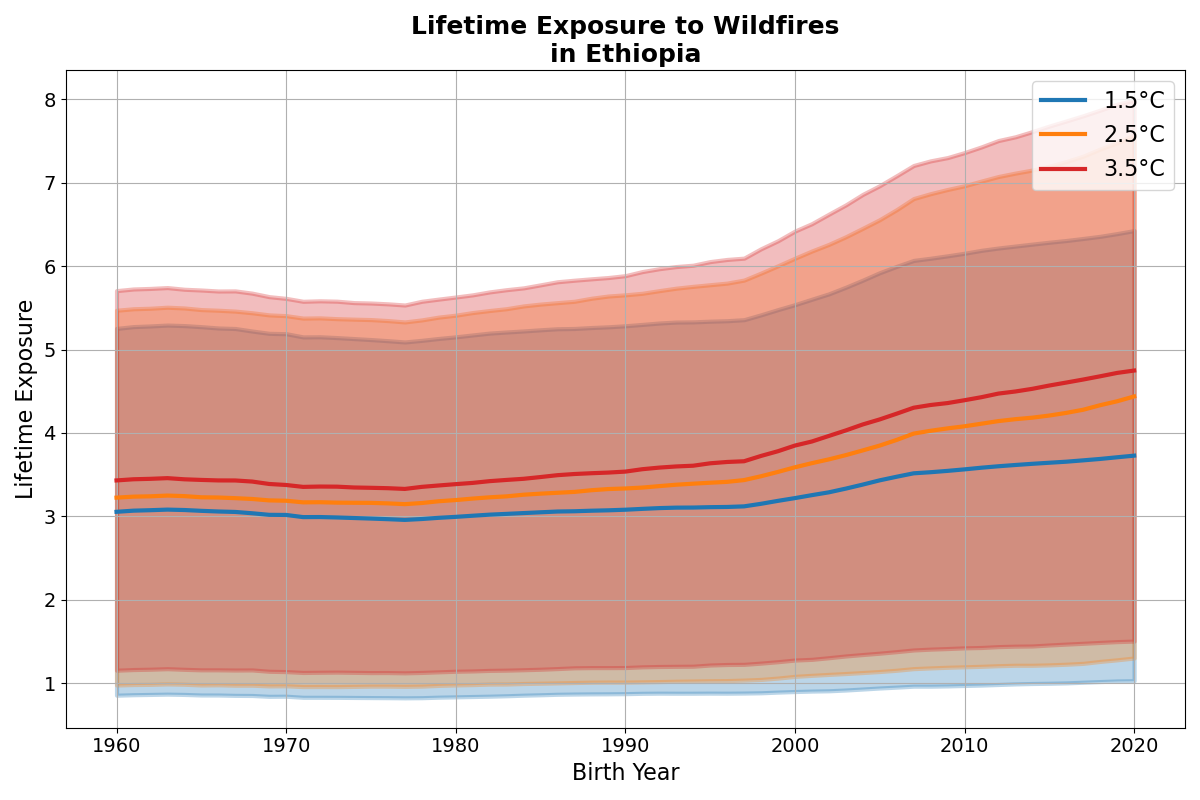 Lifetime Exposure to Wildfires
in Ethiopia
1.5°C
2.5°C
3.5°C
Lifetime Exposure
8
7
6
5
4
3
2
1
1960 1970 1980 1990 2000 2010 2020
Birth Year